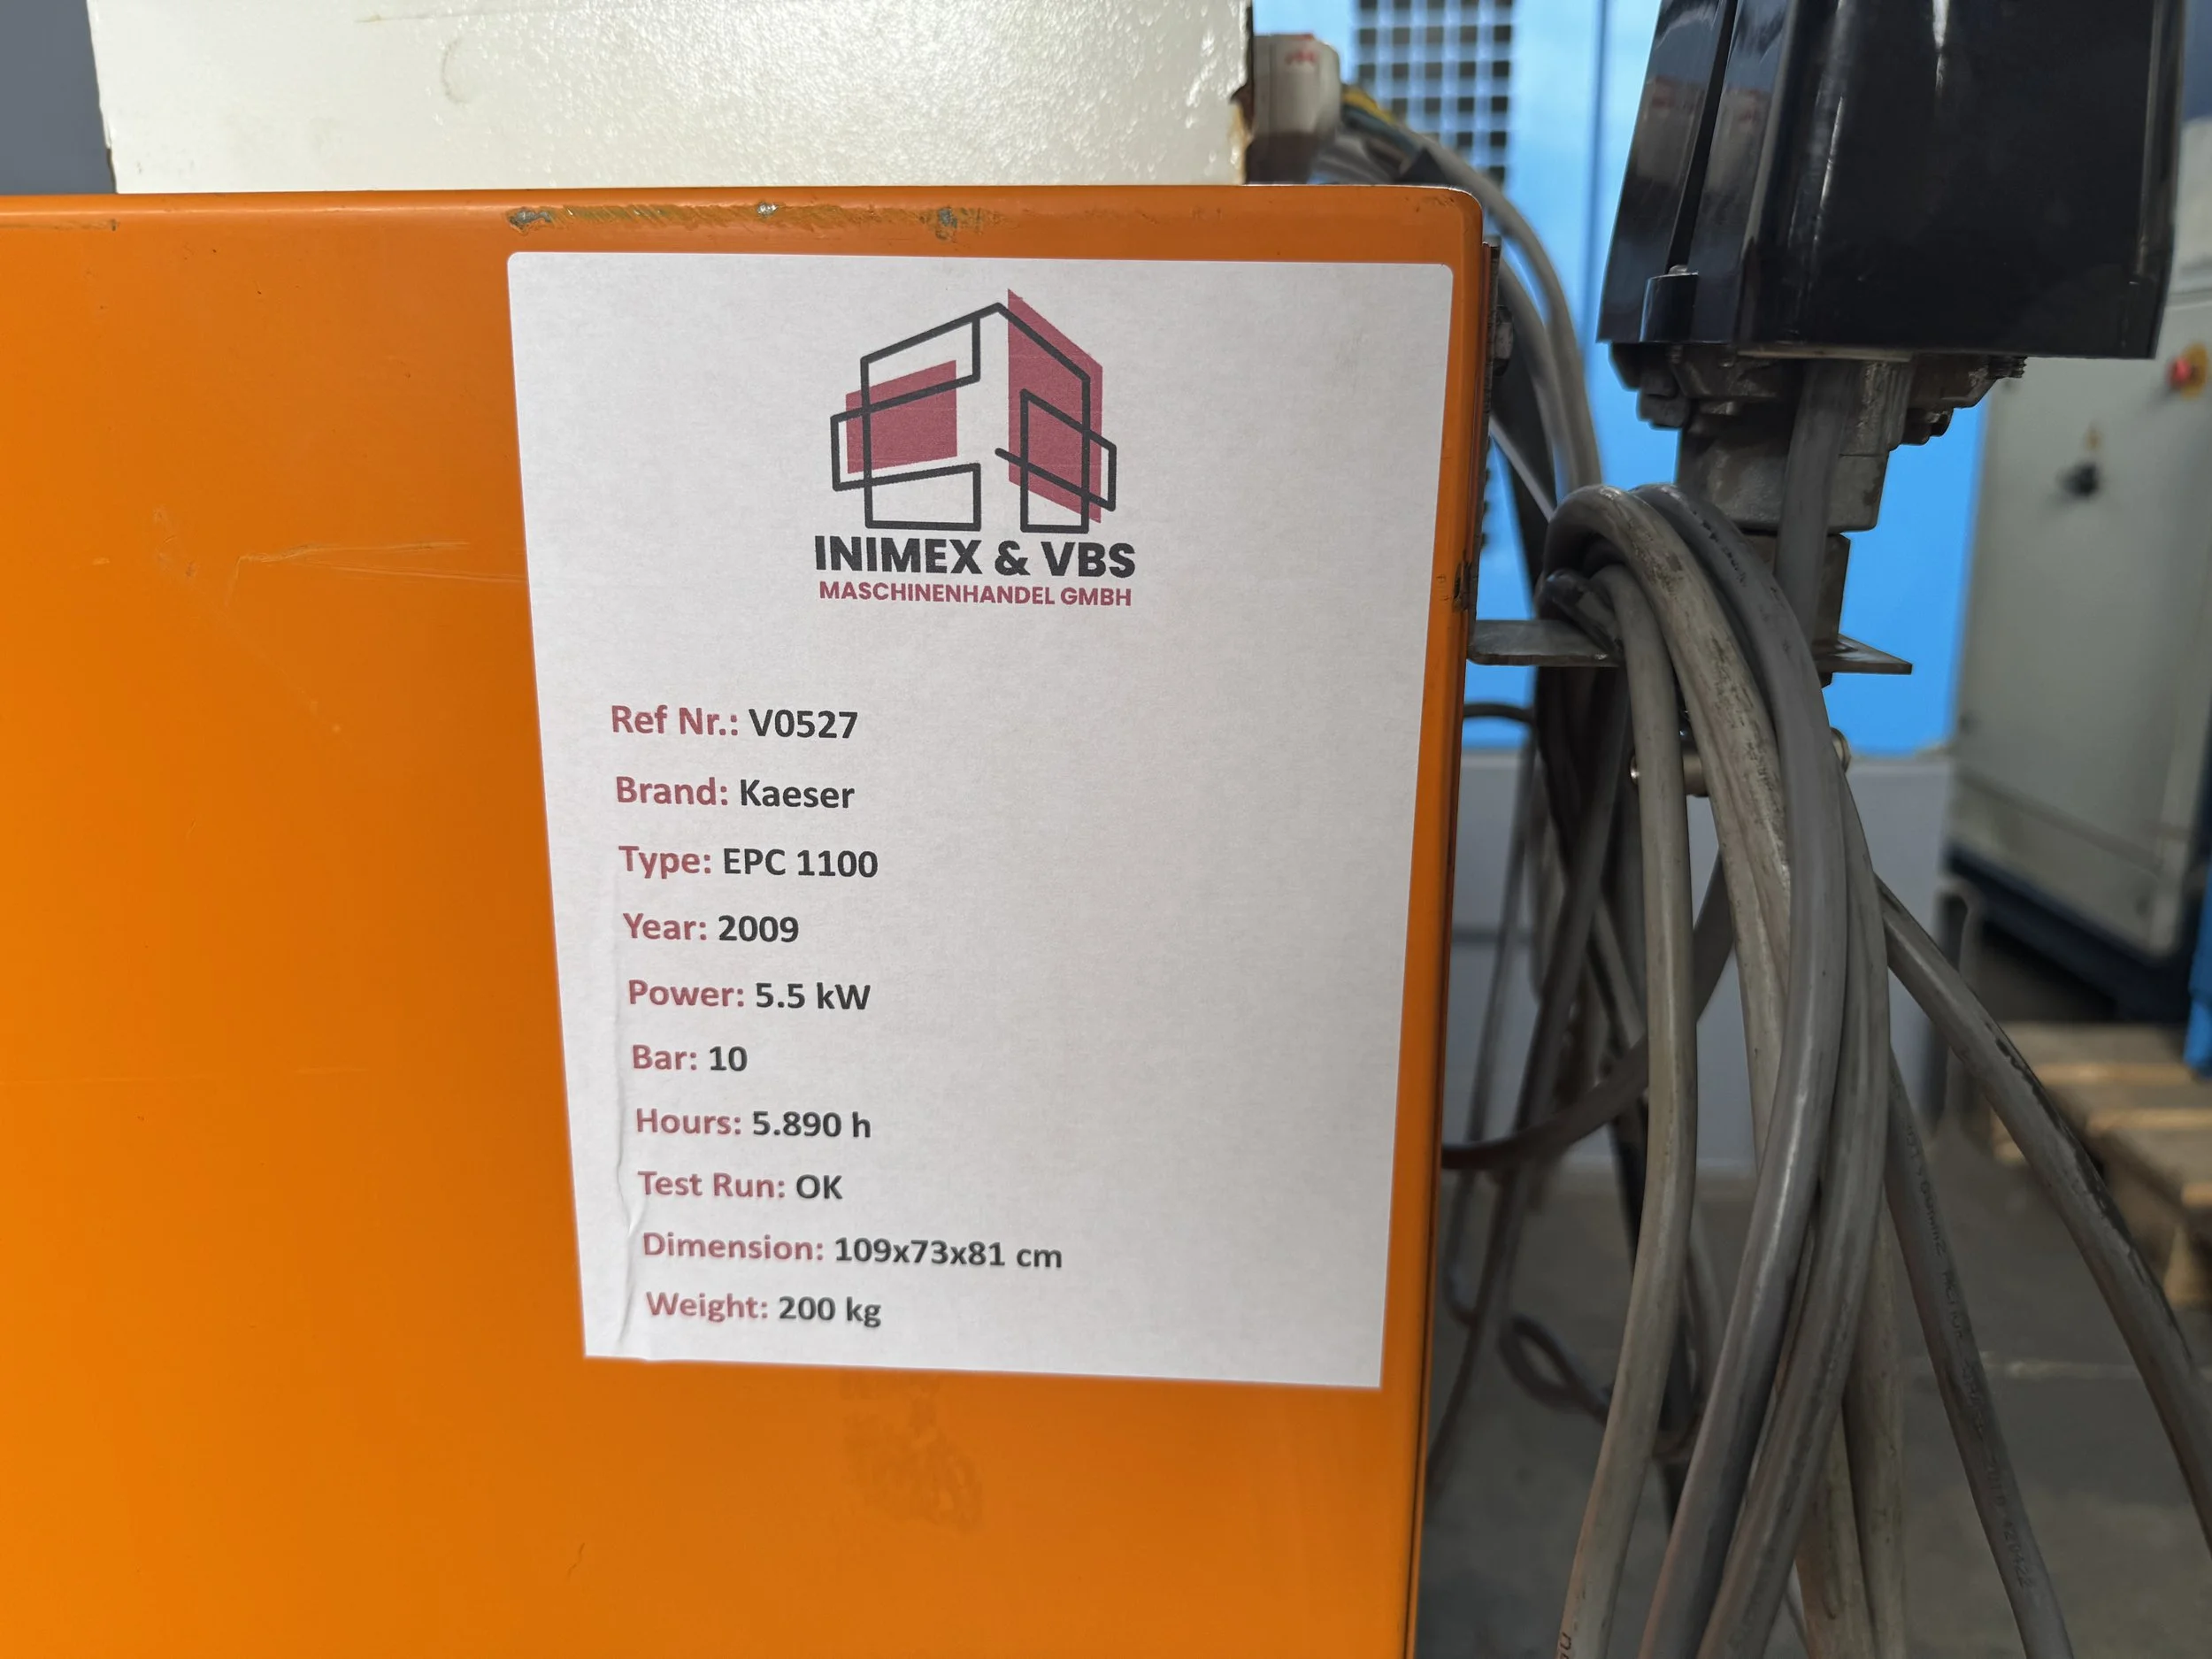 INIMEX & VBS
MASCHINENHANDEL GMBH
Ref Nr.: V0527
Brand: Kaeser
Type: EPC 1100
Year: 2009
Power: 5.5 kW
Bar: 10
Hours: 5.890 h
Test Run: OK
Dimension: 109x73x81 cm
Weight: 200 kg